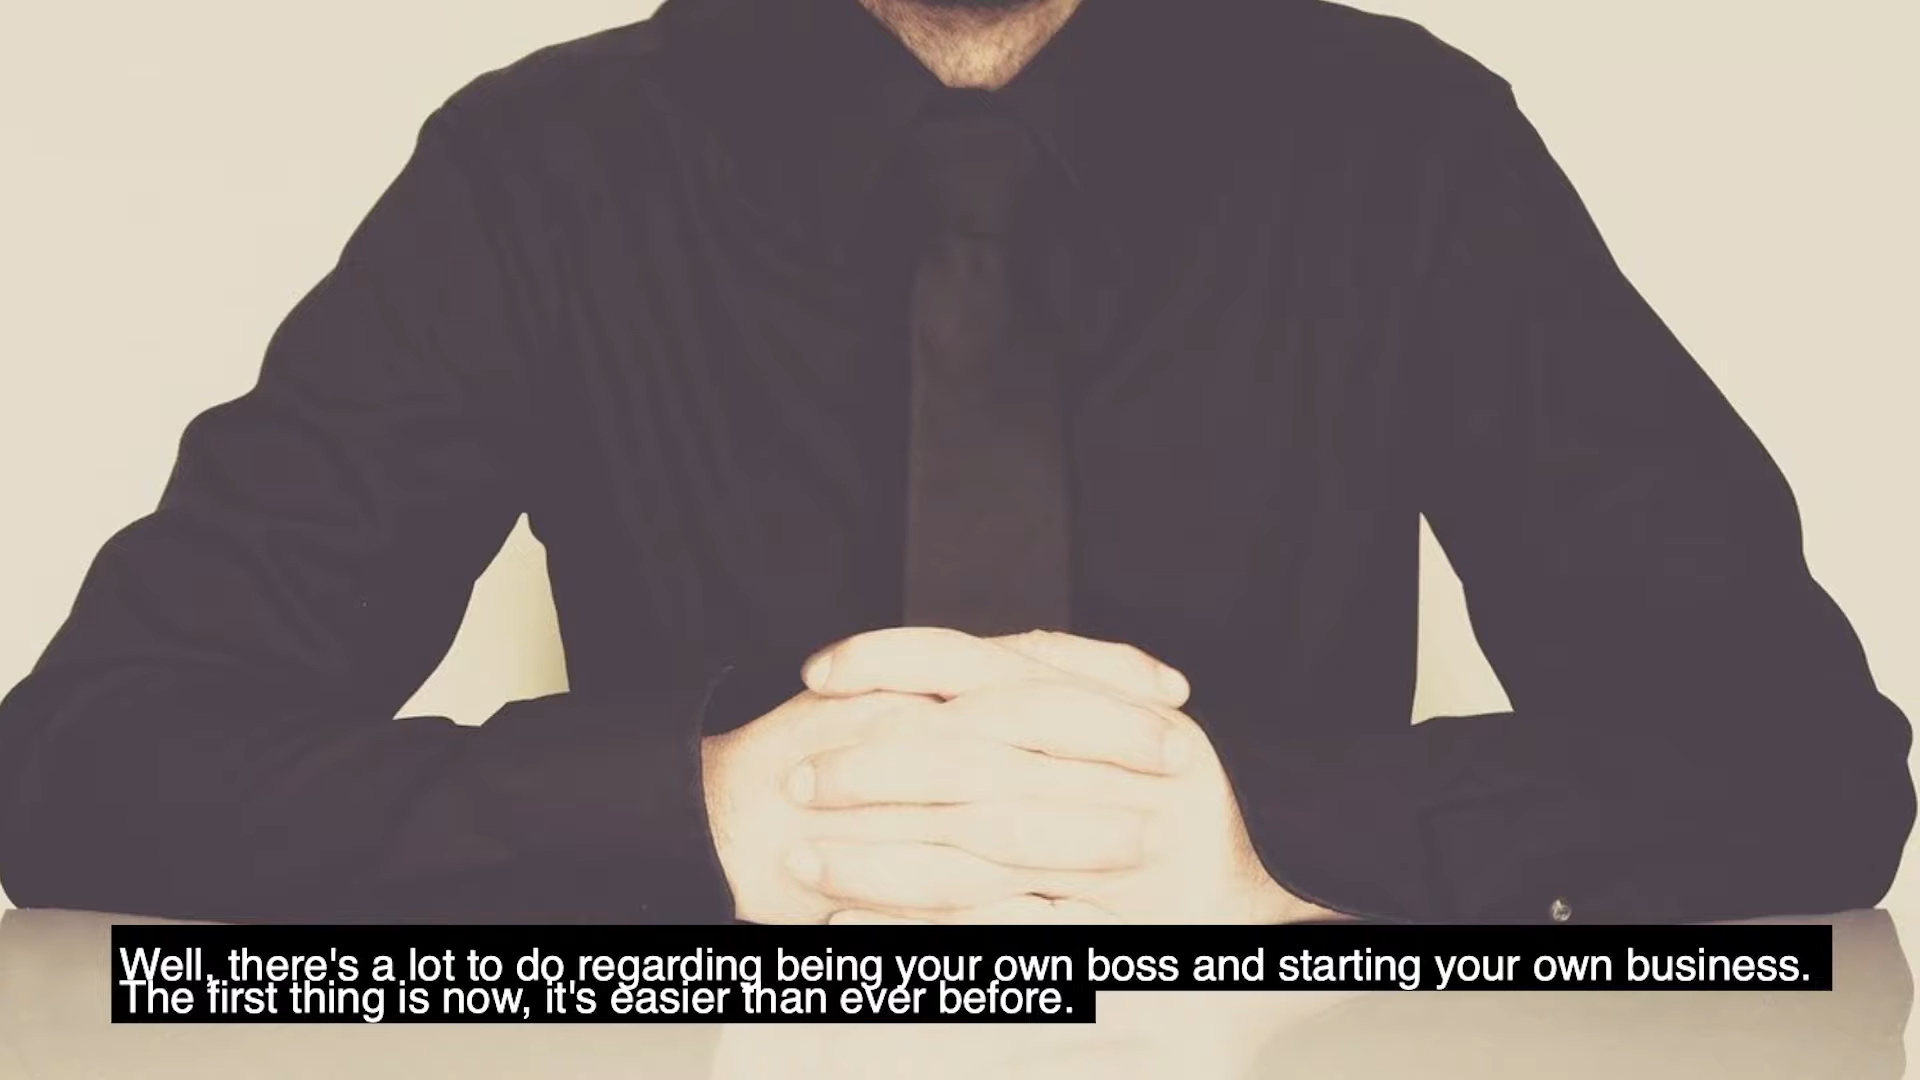 Well, there's a lot to do regarding being your own boss and starting your own business.
The first thing is now, it's easier than ever before.